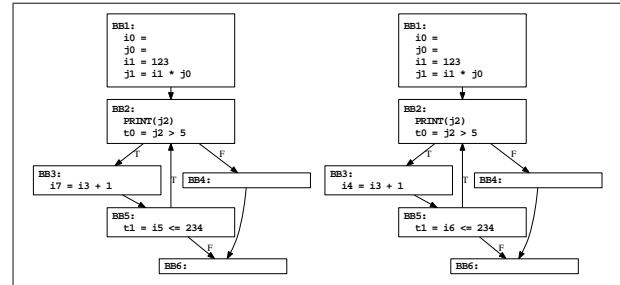 BB1:
i0 =
j0 =
i1 = 123
j1 = i1 * j0
BB2:
PRINT(j2)
t0 = j2 > 5
T
F
BB3:
i7 = i3 + 1
T
BB4:
BB5:
t1 = i5 <= 234
F
BB6:
BB1:
i0 =
j0 =
i1 = 123
j1 = i1 * j0
BB2:
PRINT(j2)
t0 = j2 > 5
T
F
BB3:
i4 = i3 + 1
T
BB4:
BB5:
t1 = i6 <= 234
F
BB6: